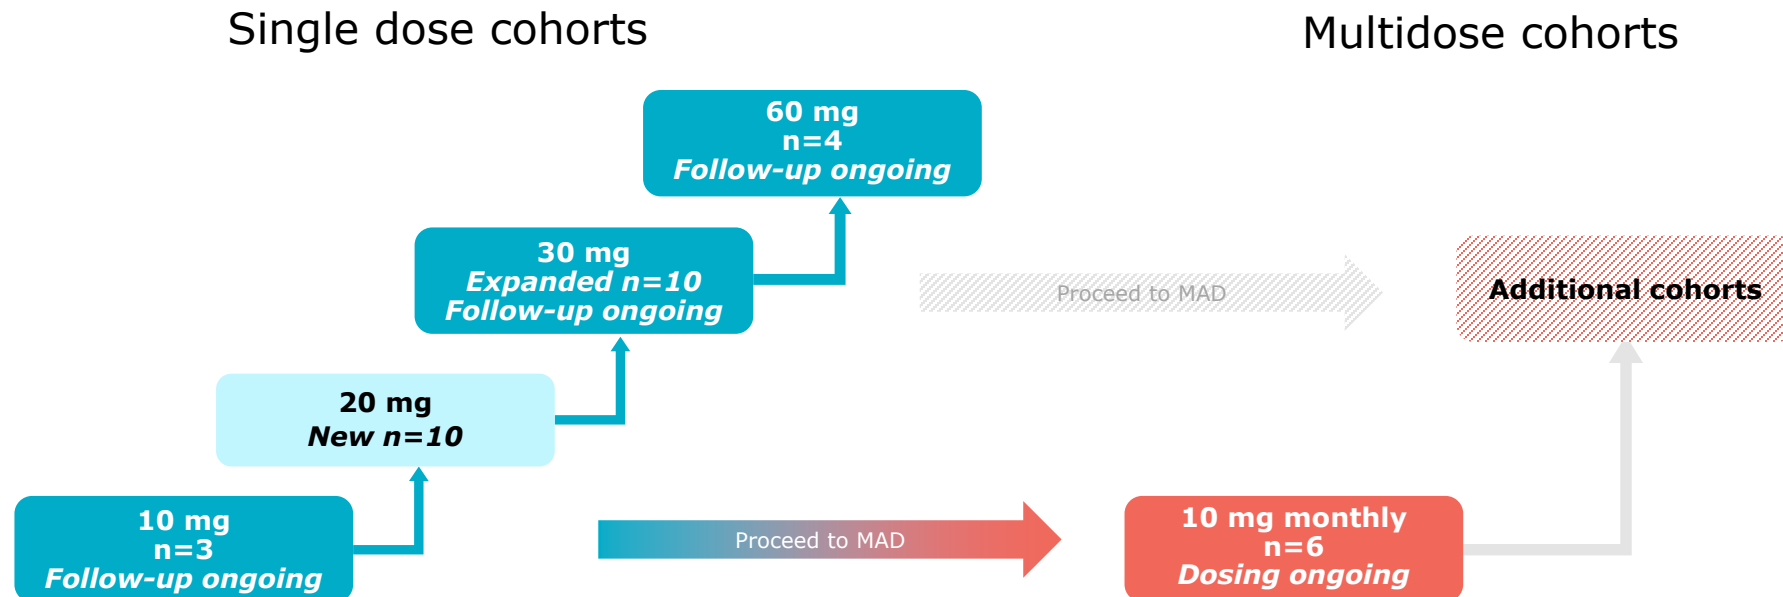 Single dose cohorts
Multidose cohorts
60 mg
n=4
Follow-up ongoing
30 mg
Expanded n=10
Follow-up ongoing
Proceed to MAD
Additional cohorts
20 mg
New n=10
10 mg
n=3
Follow-up ongoing
Proceed to MAD
10 mg monthly
n=6
Dosing ongoing